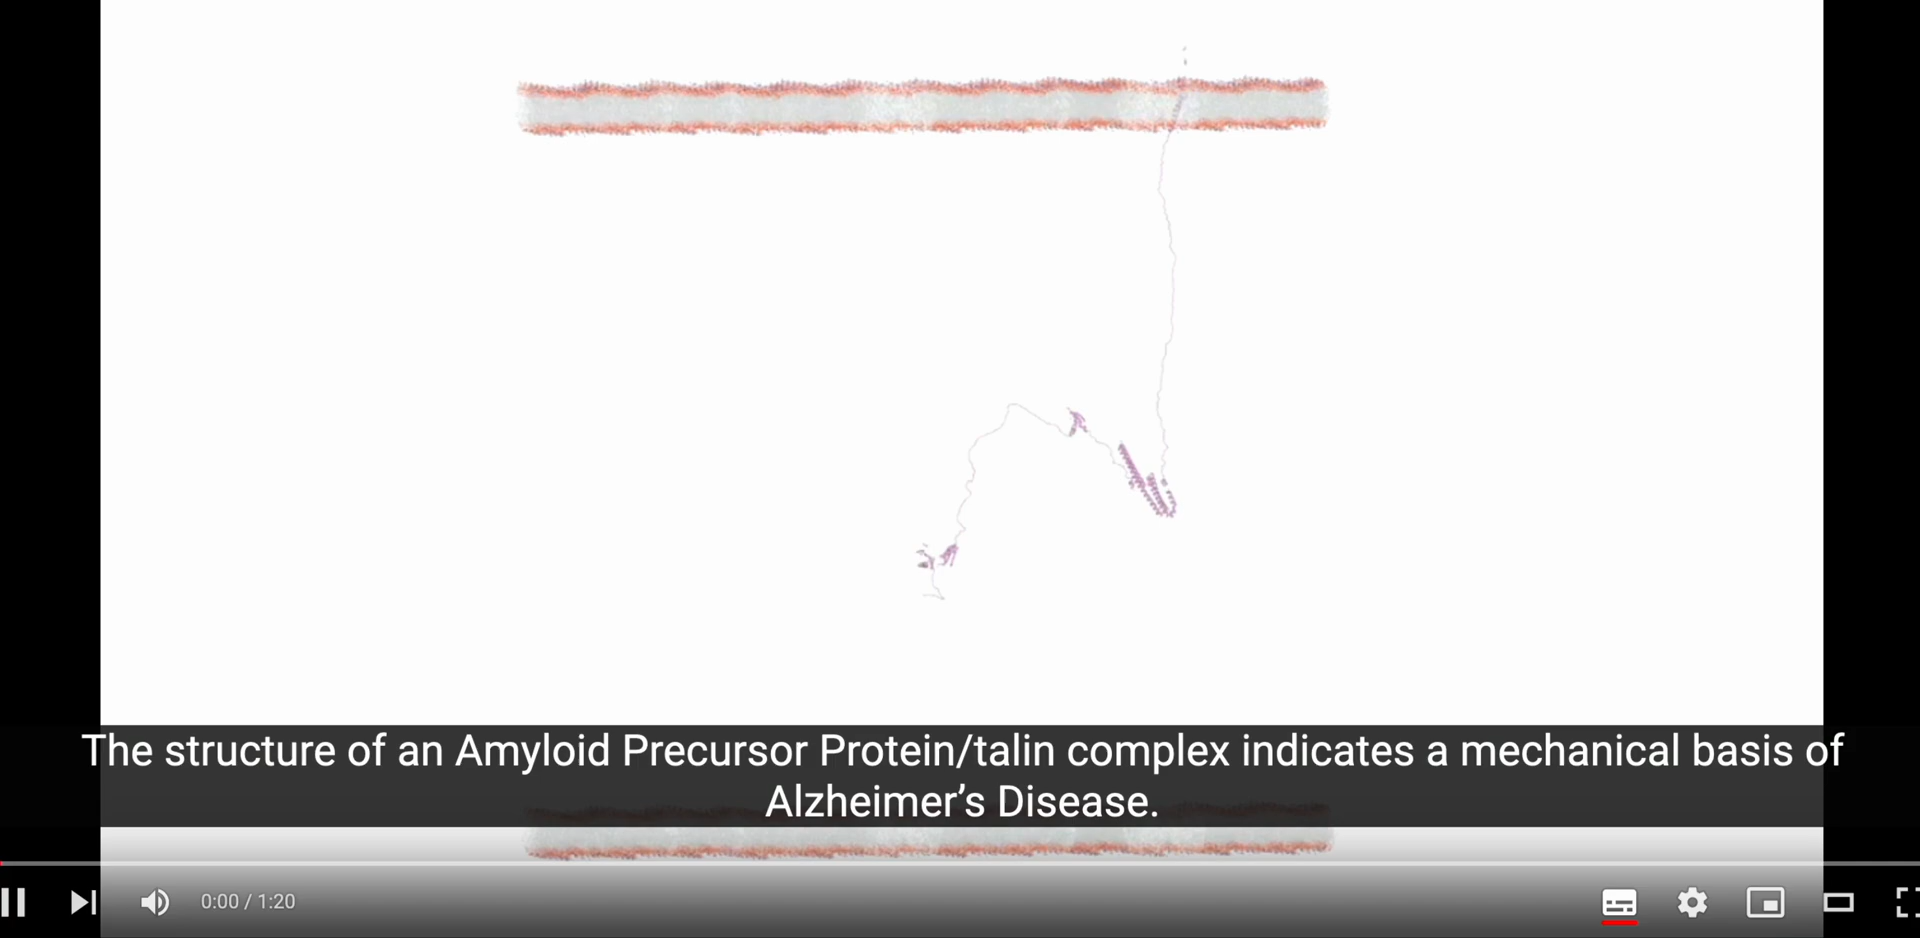 The structure of an Amyloid Precursor Protein/talin complex indicates a mechanical basis of
Alzheimer’s Disease.
0:00 / 1:20